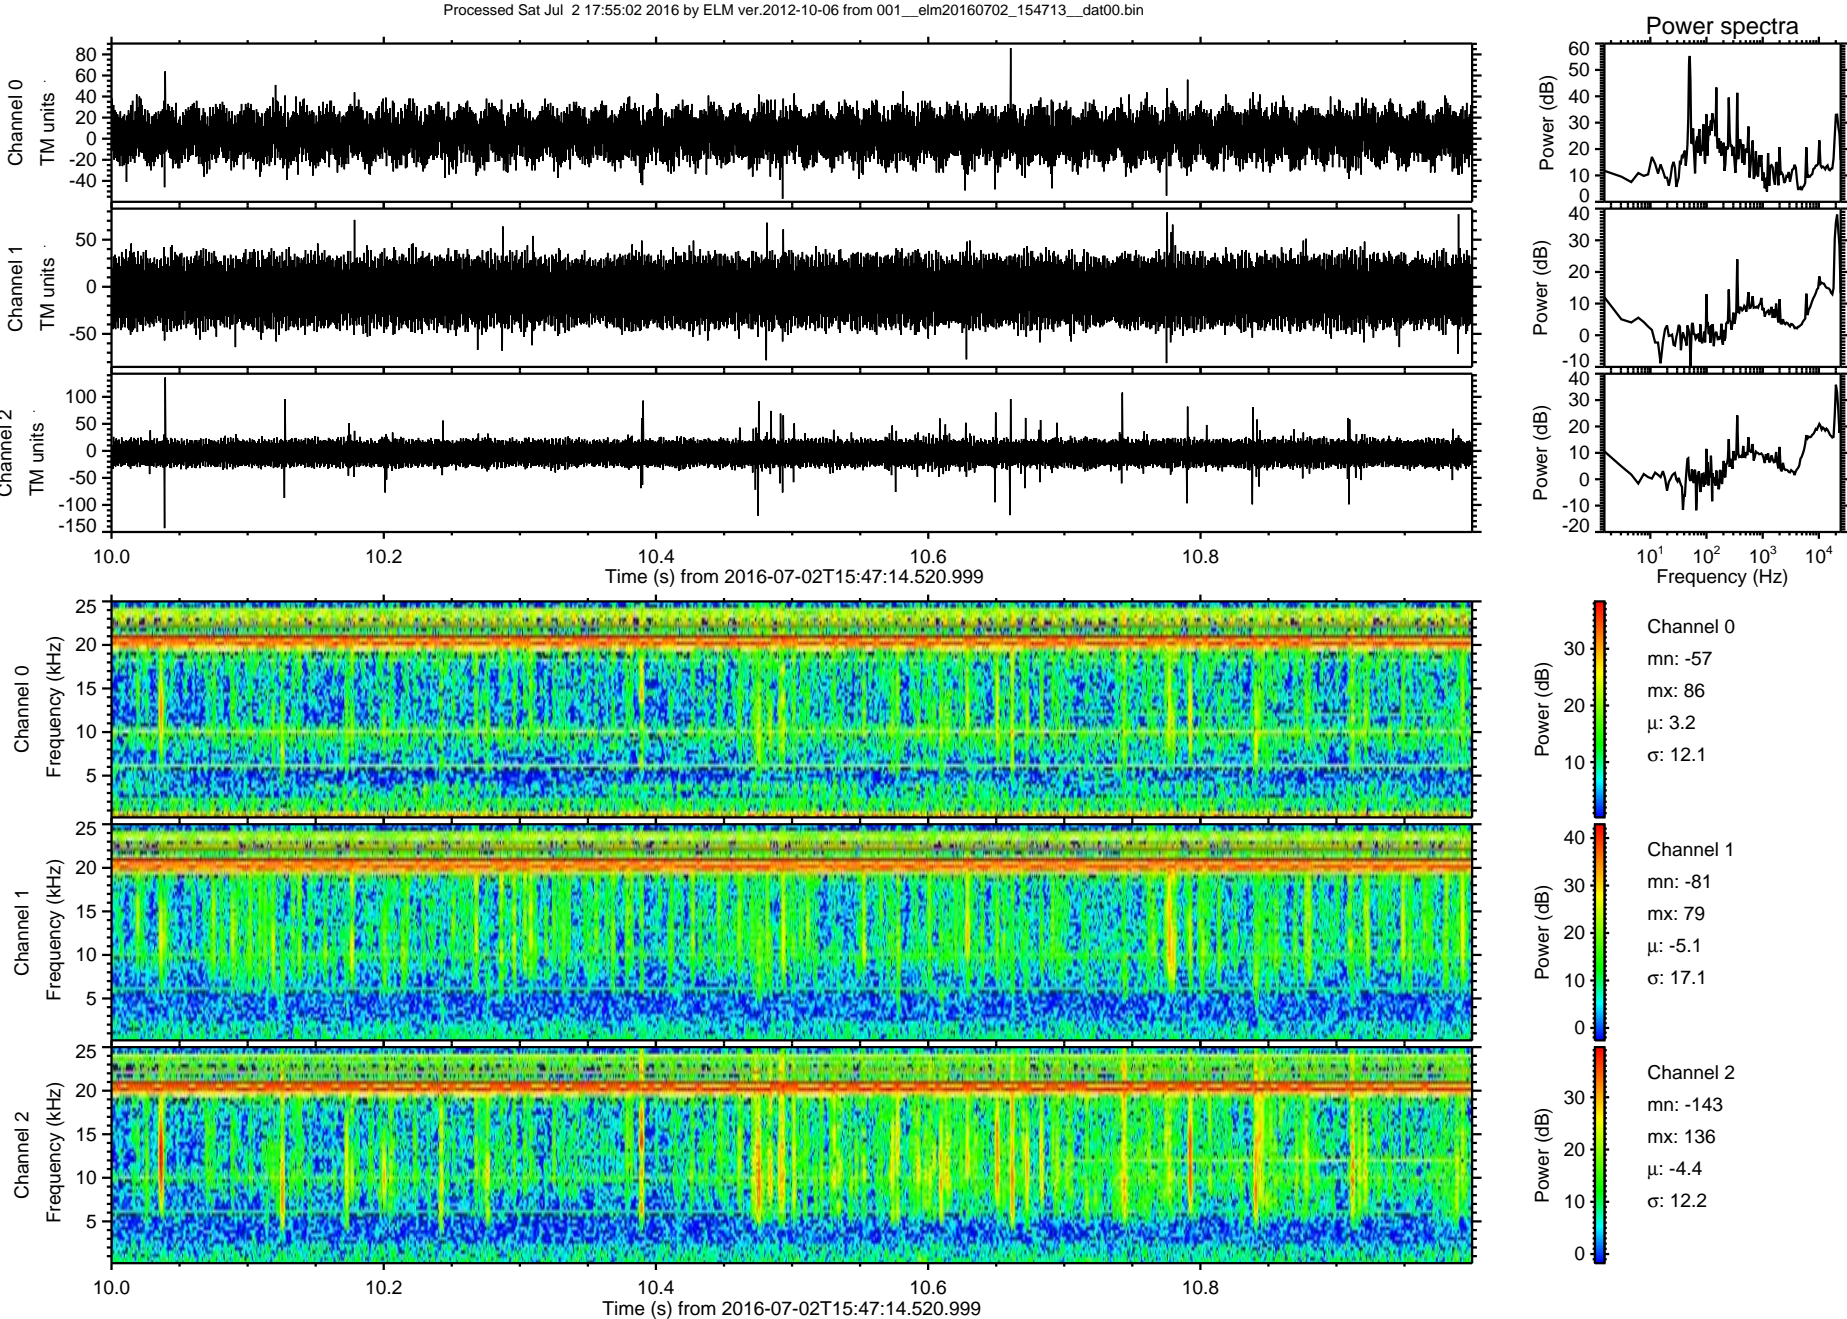 Processed Sat Jul  2 17:55:02 2016 by ELM ver.2012-10-06 from 001__elm20160702_154713__dat00.bin
Power spectra
Channel 0
TM units
80
60
40
20
0
-20
-40
Power (dB)
60
50
40
30
20
10
0
Channel 1
TM units
50
0
-50
Power (dB)
40
30
20
10
0
-10
Channel 2
TM units
100
50
0
-50
-100
-150
Power (dB)
40
30
20
10
0
-10
-20
10.0 10.2 10.4 10.6 10.8
Time (s) from 2016-07-02T15:47:14.520.999
10^1 10^2 10^3 10^4
Frequency (Hz)
Channel 0
Frequency (kHz)
25
20
15
10
5
Power (dB)
30
20
10
Channel 0
mn: -57
mx: 86
μ: 3.2
σ: 12.1
Channel 1
Frequency (kHz)
25
20
15
10
5
Power (dB)
40
30
20
10
0
Channel 1
mn: -81
mx: 79
μ: -5.1
σ: 17.1
Channel 2
Frequency (kHz)
25
20
15
10
5
Power (dB)
30
20
10
0
Channel 2
mn: -143
mx: 136
μ: -4.4
σ: 12.2
10.0 10.2 10.4 10.6 10.8
Time (s) from 2016-07-02T15:47:14.520.999